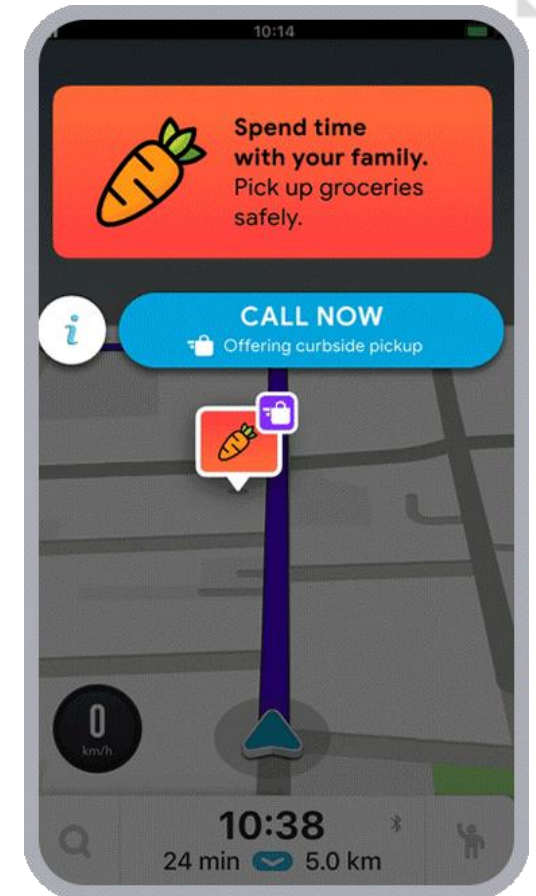 10:14
Spend time
with your family.
Pick up groceries
safely.
i
CALL NOW
Offering curbside pickup
0
km/h
10:38
24 min 5.0 km